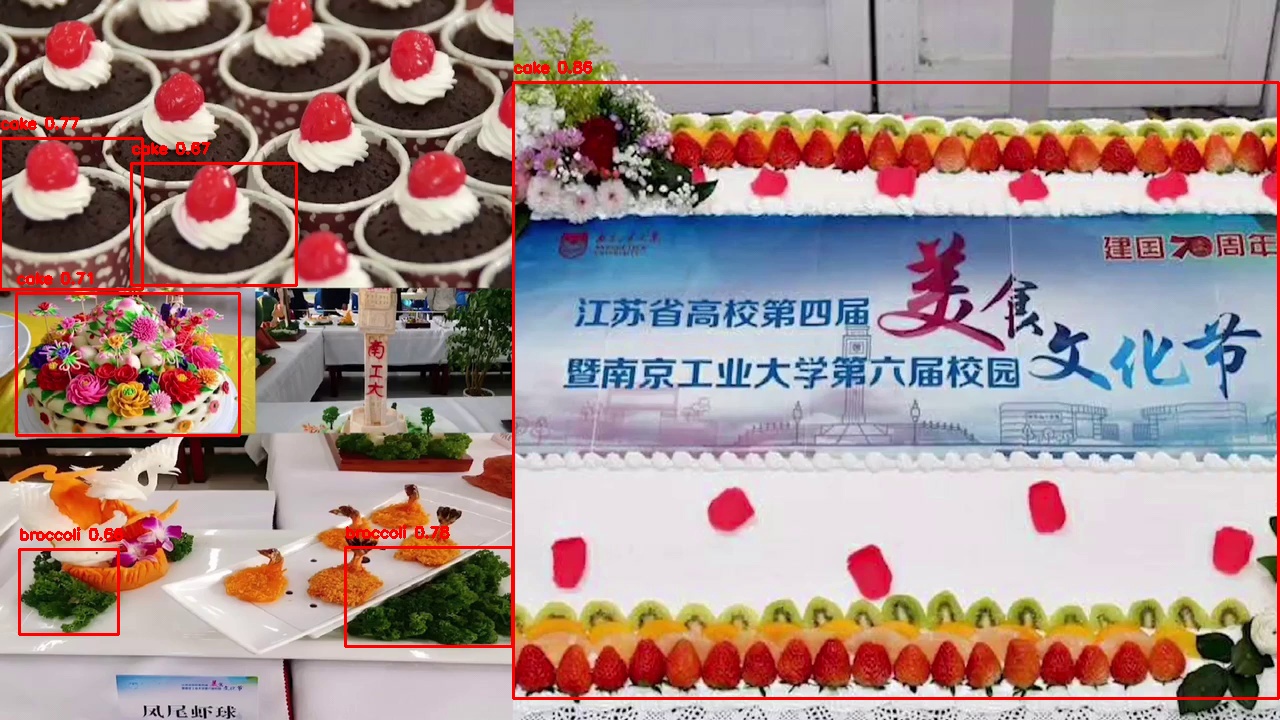 cake 0.86
cake 0.77
cake 0.67
cake 0.71
建国70周年
美食
文化节
江苏省高校第四届
暨南京工业大学第六届校园
南工大
broccoli 0.78
凤尾虾球